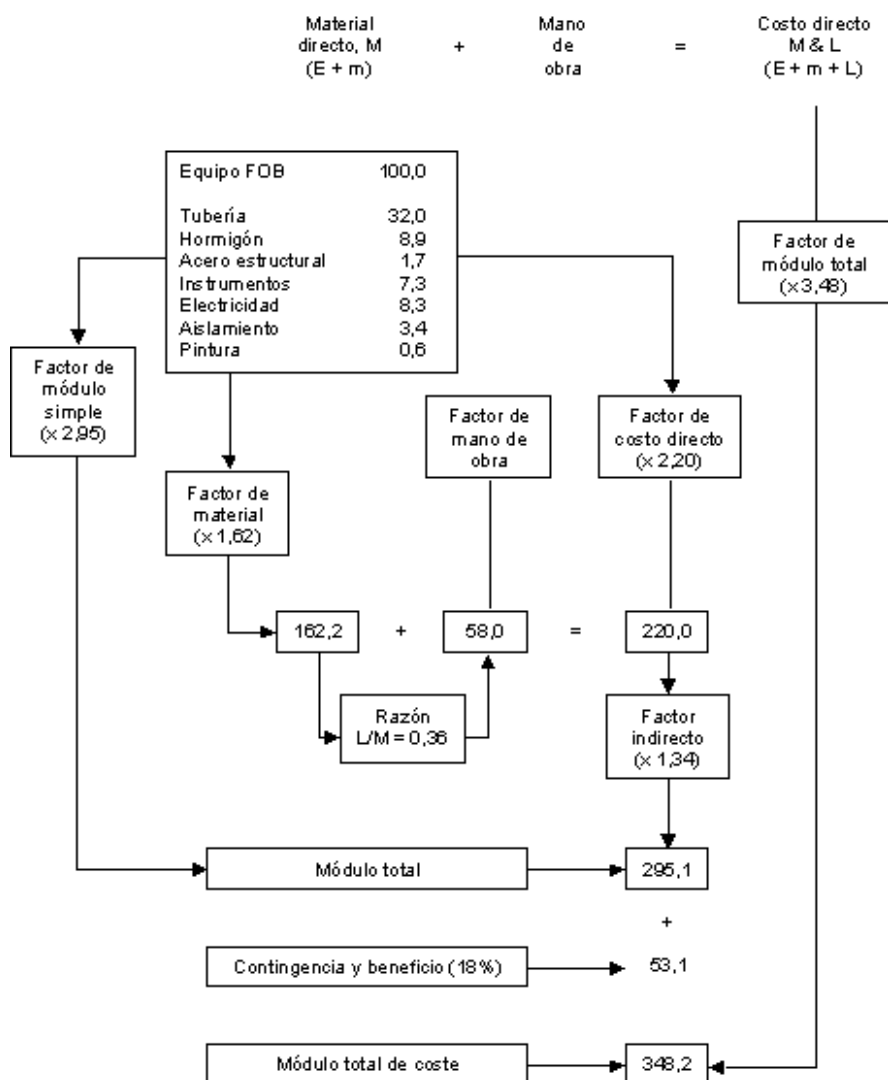 Material
directo, M
(E + m)
+
Mano
de
obra
=
Costo directo
M & L
(E + m + L)
Equipo FOB 100,0
Tubería 32,0
Hormigón 8,9
Acero estructural 1,7
Instrumentos 7,3
Electricidad 8,3
Aislamiento 3,4
Pintura 0,6
Factor de
módulo total
(x 3,48)
Factor de
módulo
simple
(x 2,95)
Factor de
mano de
obra
Factor de
costo directo
(x 2,20)
Factor de
material
(x 1,62)
162,2 + 58,0 = 220,0
Razón
L/M = 0,36
Factor
indirecto
(x 1,34)
Módulo total 295,1
+
Contingencia y beneficio (18%) 53,1
Módulo total de coste 348,2